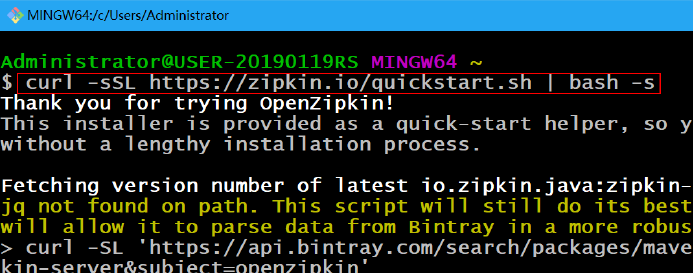 MINGW64:/c/Users/Administrator
Administrator@USER-20190119RS MINGW64 ~
$ curl -sSL https://zipkin.io/quickstart.sh | bash -s
Thank you for trying OpenZipkin!
This installer is provided as a quick-start helper, so y
without a lengthy installation process.
Fetching version number of latest io.zipkin.java:zipkin-
jq not found on path. This script will still do its best
will allow it to parse data from Bintray in a more robus
> curl -SL 'https://api.bintray.com/search/packages/mave
kin-server&subject=openzipkin'